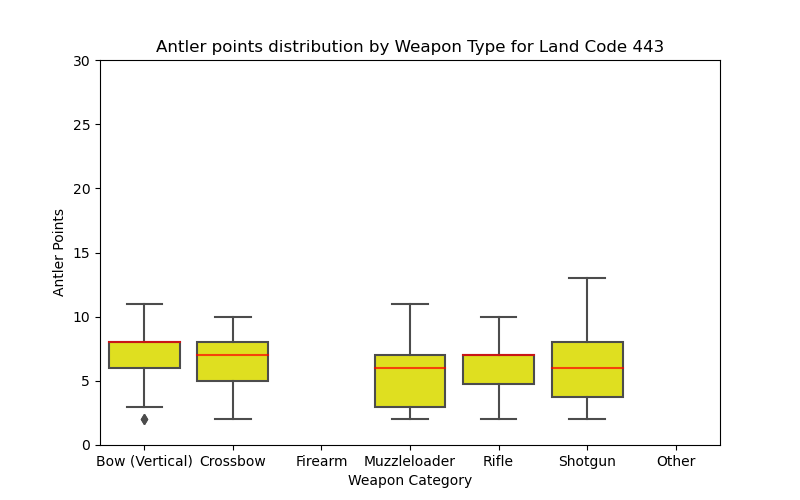 Antler points distribution by Weapon Type for Land Code 443
30
25
20
15
10
5
0
Antler Points
Bow (Vertical) Crossbow Firearm Muzzleloader Rifle Shotgun Other
Weapon Category